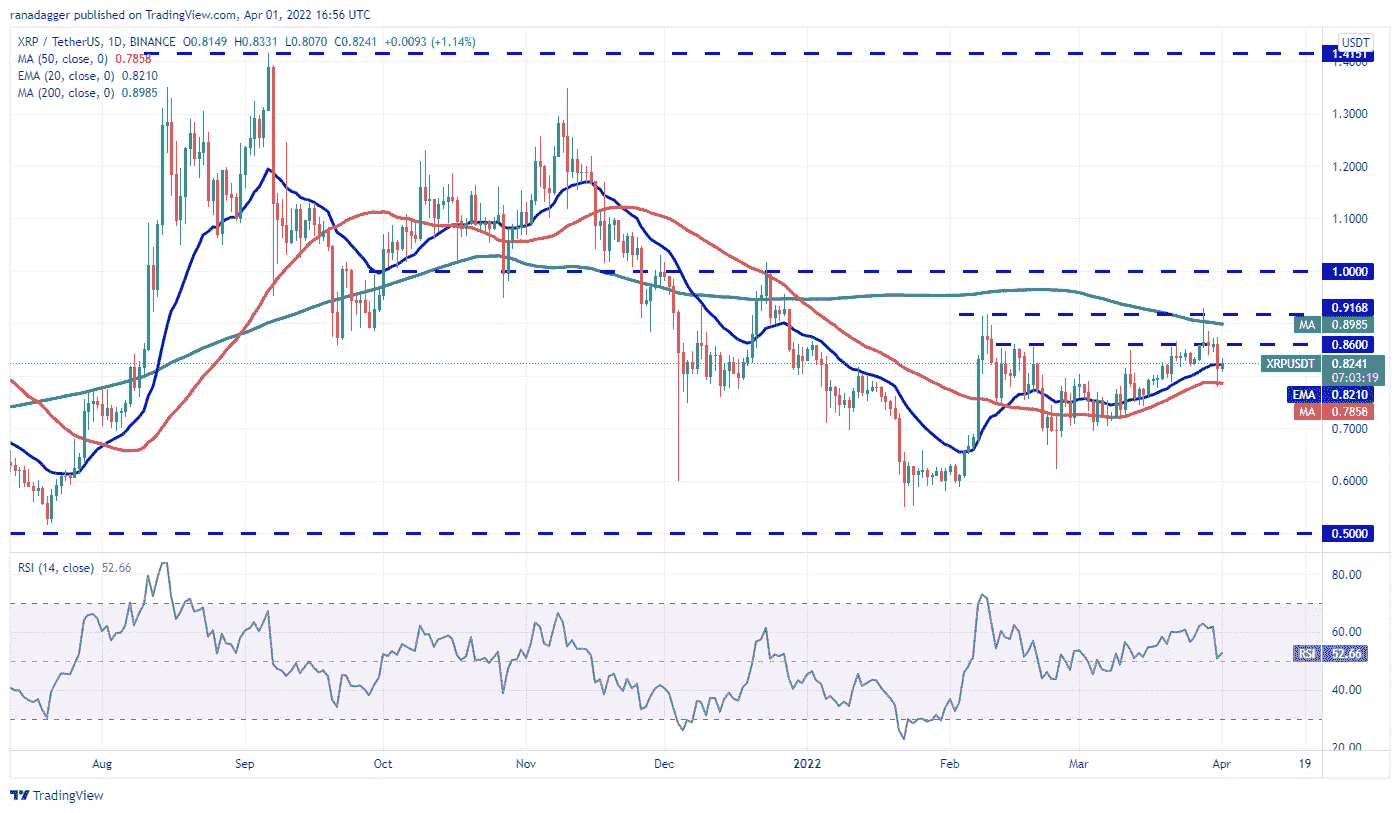 ranadagger published on TradingView.com, Apr 01, 2022 16:56 UTC
XRP / TetherUS, 1D, BINANCE O0.8149 H0.8331 L0.8070 C0.8241 +0.0093 (+1.14%)
MA (50, close, 0) 0.7858
EMA (20, close, 0) 0.8210
MA (200, close, 0) 0.8985
USDT
1.3000
1.2000
1.1000
1.0000
0.9168
MA 0.8985
0.8600
XRPUSDT 0.8241
07:03:19
EMA 0.8210
MA 0.7858
0.7000
0.6000
0.5000
RSI (14, close) 52.66
80.00
60.00
RSI 52.66
40.00
20.00
Aug Sep Oct Nov Dec 2022 Feb Mar Apr 19
TradingView